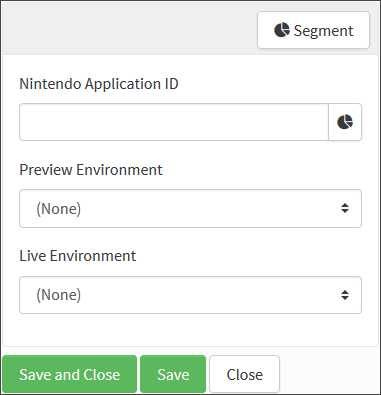 Segment
Nintendo Application ID
Preview Environment
(None)
Live Environment
(None)
Save and Close Save Close